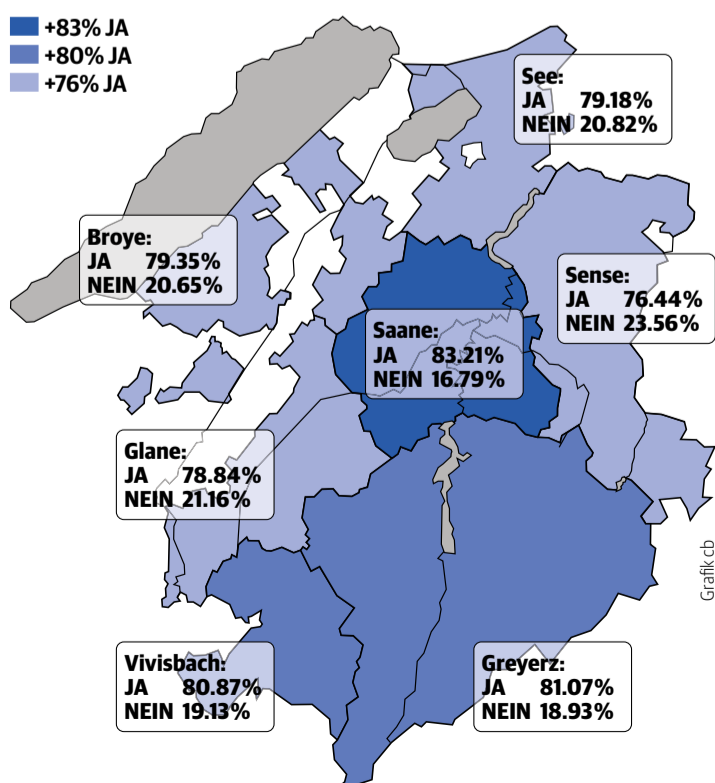 +83% JA
+80% JA
+76% JA
See:
JA 79.18%
NEIN 20.82%
Broye:
JA 79.35%
NEIN 20.65%
Sense:
JA 76.44%
NEIN 23.56%
Saane:
JA 83.21%
NEIN 16.79%
Glane:
JA 78.84%
NEIN 21.16%
Vivisbach:
JA 80.87%
NEIN 19.13%
Greyerz:
JA 81.07%
NEIN 18.93%
Grafik cb